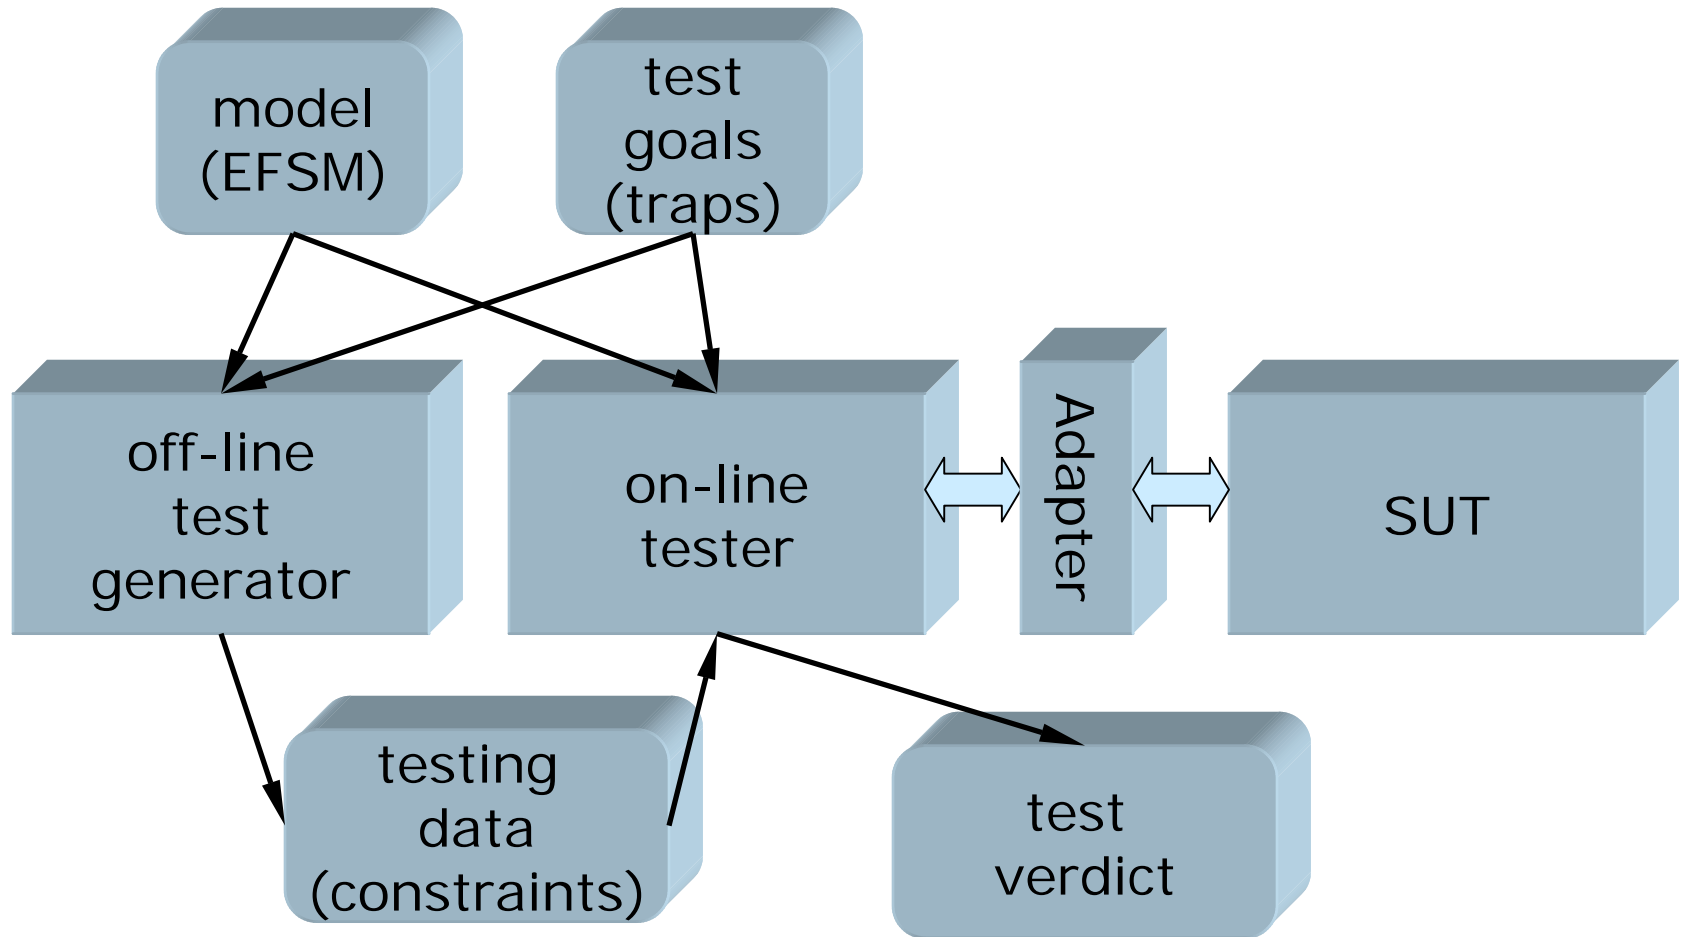 model
(EFSM)
test
goals
(traps)
off-line
test
generator
on-line
tester
Adapter
SUT
testing
data
(constraints)
test
verdict